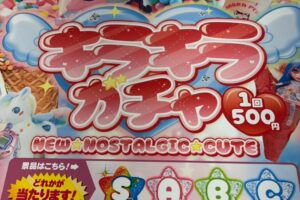 キラキラ
ガチャ
1回
500円
NEW☆NOSTALGIC☆CUTE
景品はこちら!→
どれかが
当たります!
S A B C